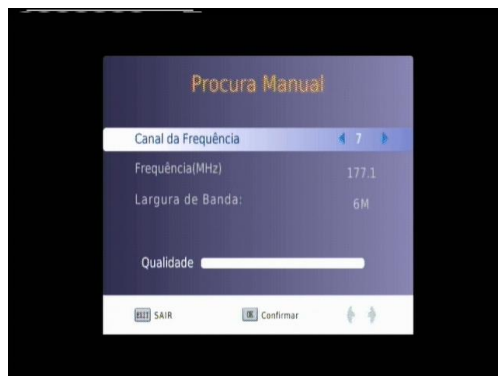 Procura Manual
Canal da Frequência 7
Frequência(MHz) 177.1
Largura de Banda: 6M
Qualidade
EXIT SAIR OK Confirmar